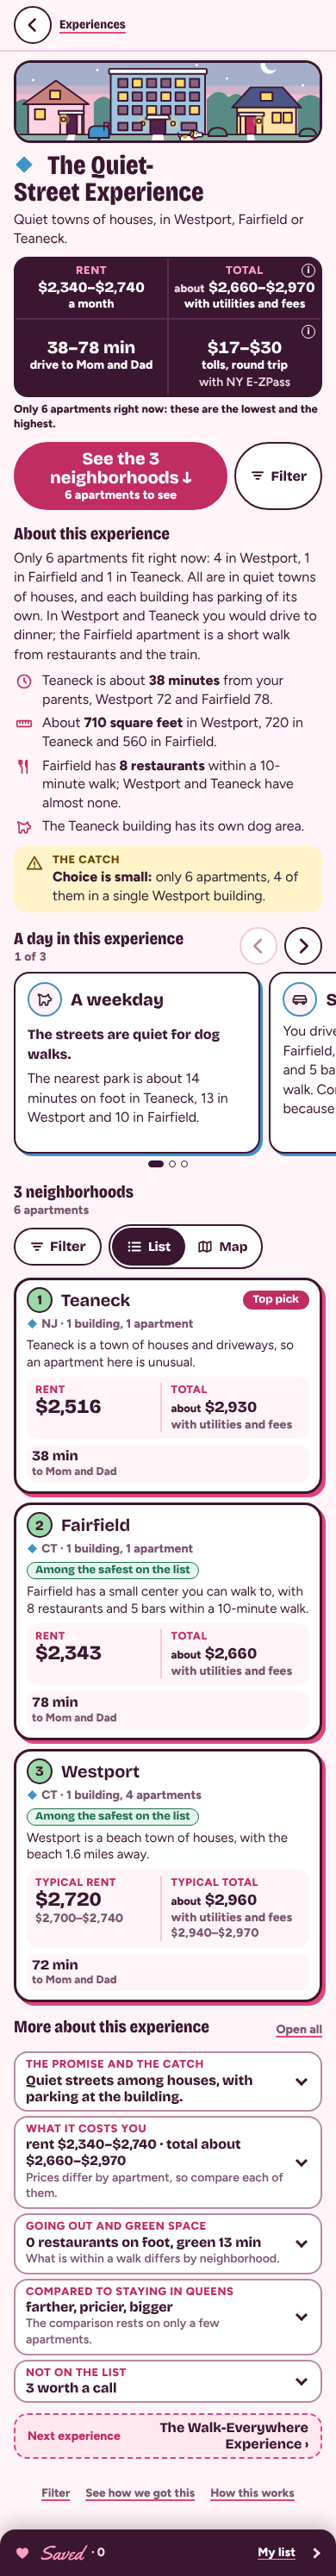 Experiences
The Quiet-
Street Experience
Quiet towns of houses, in Westport, Fairfield or
Teaneck.
RENT
$2,340–$2,740
a month
TOTAL
about $2,660–$2,970
with utilities and fees
38–78 min
drive to Mom and Dad
$17–$30
tolls, round trip
with NY E-ZPass
Only 6 apartments right now: these are the lowest and the
highest.
See the 3
neighborhoods ↓
6 apartments to see
Filter
About this experience
Only 6 apartments fit right now: 4 in Westport, 1
in Fairfield and 1 in Teaneck. All are in quiet towns
of houses, and each building has parking of its
own. In Westport and Teaneck you would drive to
dinner; the Fairfield apartment is a short walk
from restaurants and the train.
Teaneck is about 38 minutes from your
parents, Westport 72 and Fairfield 78.
About 710 square feet in Westport, 720 in
Teaneck and 560 in Fairfield.
Fairfield has 8 restaurants within a 10-
minute walk; Westport and Teaneck have
almost none.
The Teaneck building has its own dog area.
THE CATCH
Choice is small: only 6 apartments, 4 of
them in a single Westport building.
A day in this experience
1 of 3
A weekday
The streets are quiet for dog
walks.
The nearest park is about 14
minutes on foot in Teaneck, 13 in
Westport and 10 in Fairfield.
S
You drive
Fairfield,
and 5 ba
walk. Co
because
3 neighborhoods
6 apartments
Filter
List
Map
1
Teaneck
Top pick
NJ · 1 building, 1 apartment
Teaneck is a town of houses and driveways, so
an apartment here is unusual.
RENT
$2,516
TOTAL
about $2,930
with utilities and fees
38 min
to Mom and Dad
2
Fairfield
CT · 1 building, 1 apartment
Among the safest on the list
Fairfield has a small center you can walk to, with
8 restaurants and 5 bars within a 10-minute walk.
RENT
$2,343
TOTAL
about $2,660
with utilities and fees
78 min
to Mom and Dad
3
Westport
CT · 1 building, 4 apartments
Among the safest on the list
Westport is a beach town of houses, with the
beach 1.6 miles away.
TYPICAL RENT
$2,720
$2,700–$2,740
TYPICAL TOTAL
about $2,960
with utilities and fees
$2,940–$2,970
72 min
to Mom and Dad
More about this experience
Open all
THE PROMISE AND THE CATCH
Quiet streets among houses, with
parking at the building.
WHAT IT COSTS YOU
rent $2,340–$2,740 · total about
$2,660–$2,970
Prices differ by apartment, so compare each of
them.
GOING OUT AND GREEN SPACE
0 restaurants on foot, green 13 min
What is within a walk differs by neighborhood.
COMPARED TO STAYING IN QUEENS
farther, pricier, bigger
The comparison rests on only a few
apartments.
NOT ON THE LIST
3 worth a call
Next experience
The Walk-Everywhere
Experience ›
Filter
See how we got this
How this works
Saved · 0
My list